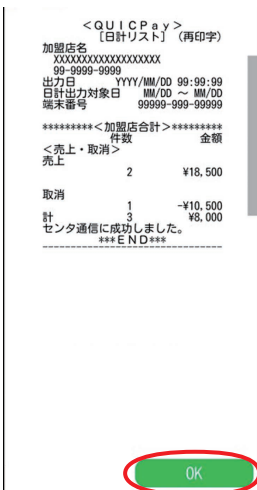 <QUICPay>
[日計リスト] (再印字)
加盟店名
XXXXXXXXXXXXXXXXXXX
99-9999-9999
出力日 YYYY/MM/DD 99:99:99
日計出力対象日 MM/DD ～ MM/DD
端末番号 99999-999-99999
*********<加盟店合計>*********
件数 金額
<売上・取消>
売上
2 ¥18,500
取消
1 -¥10,500
計 3 ¥8,000
センタ通信に成功しました。
***END***
OK